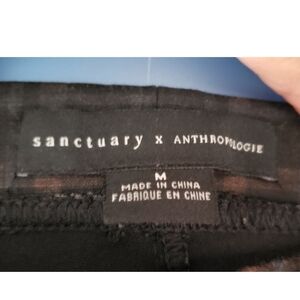 sanctuary x ANTHROPOLOGIE
M
MADE IN CHINA
FABRIQUE EN CHINE